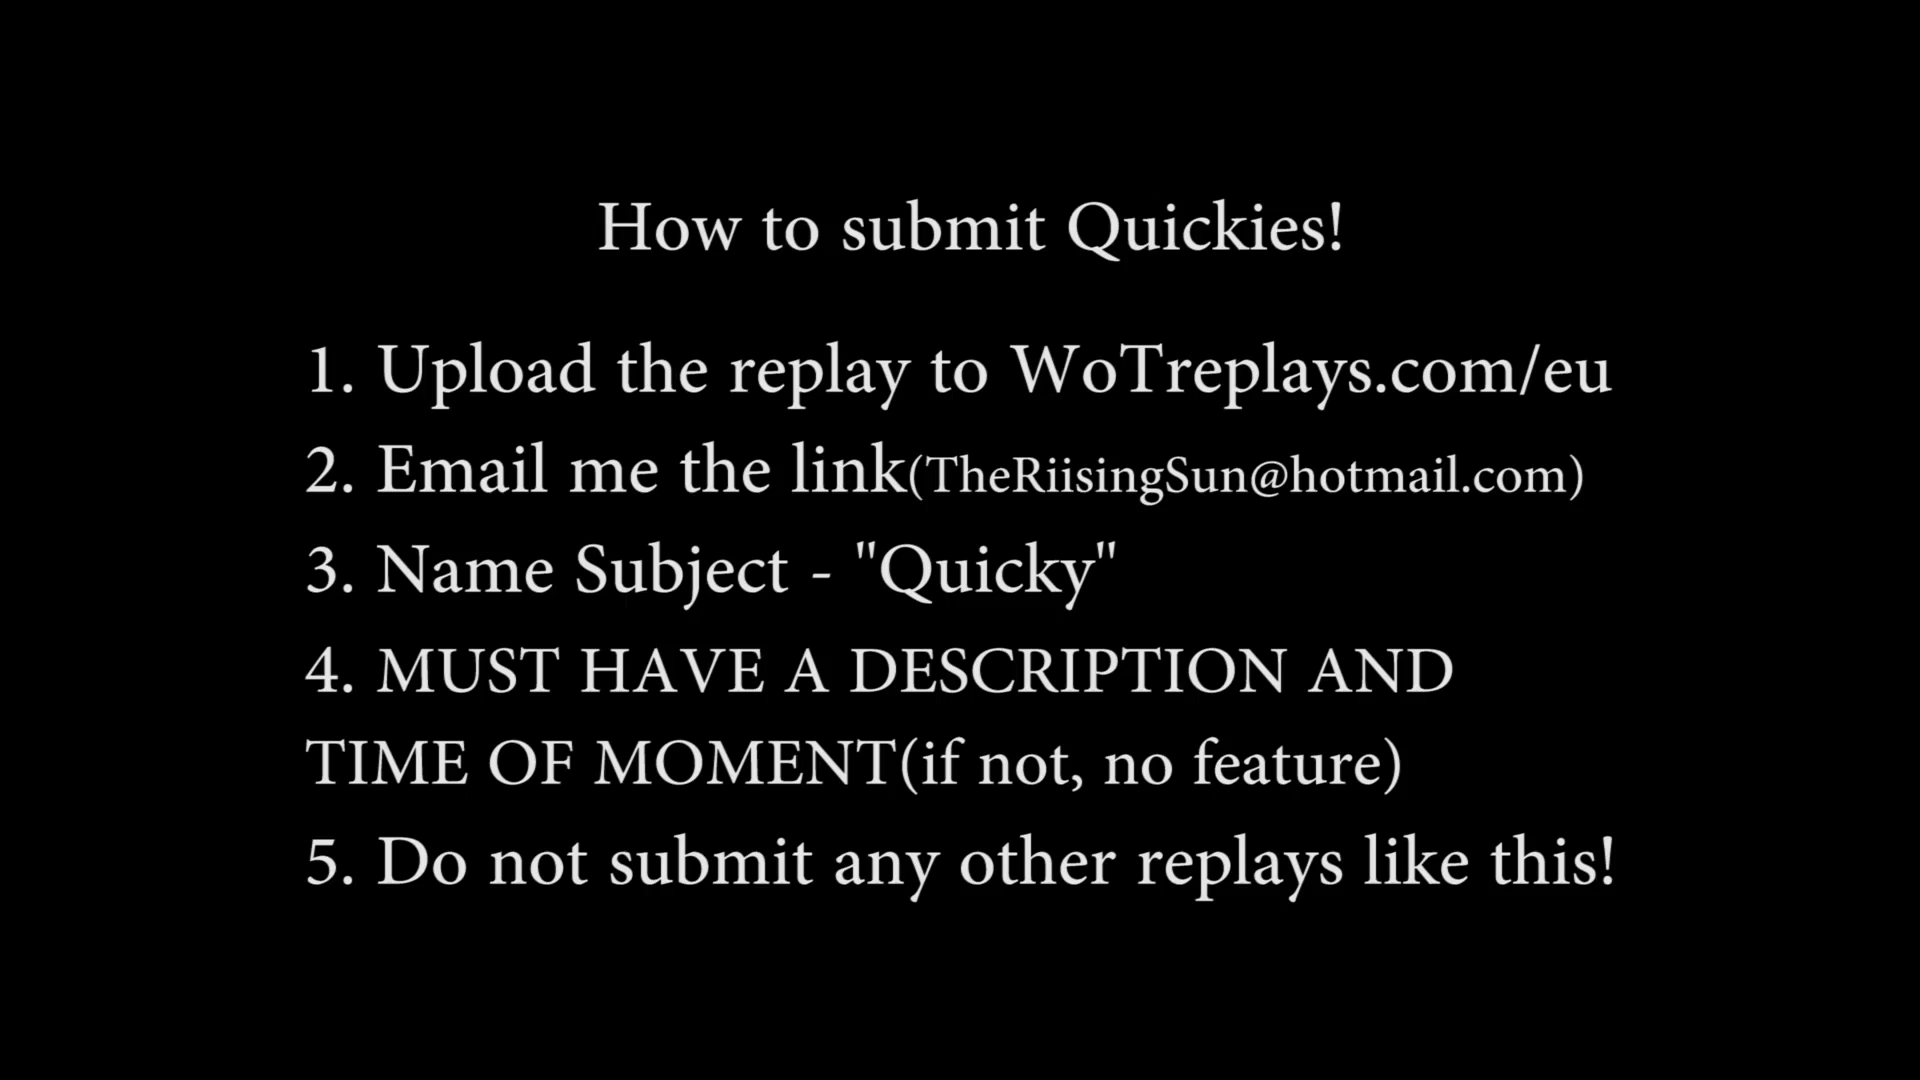 How to submit Quickies!
1. Upload the replay to WoTreplays.com/eu
2. Email me the link(TheRiisingSun@hotmail.com)
3. Name Subject - "Quicky"
4. MUST HAVE A DESCRIPTION AND
TIME OF MOMENT(if not, no feature)
5. Do not submit any other replays like this!